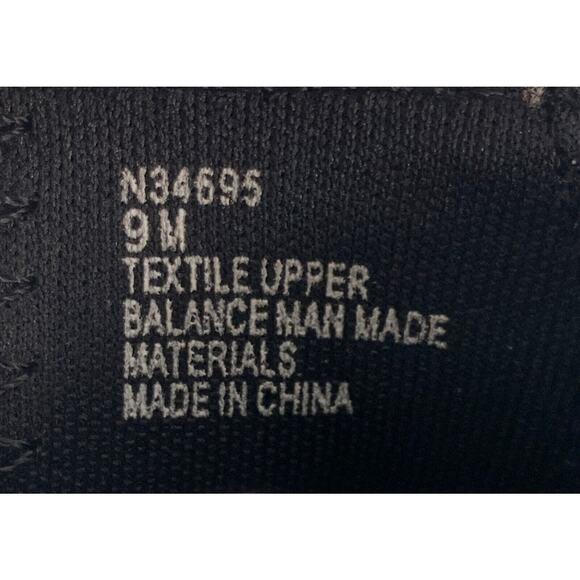 N34695
9 M
TEXTILE UPPER
BALANCE MAN MADE
MATERIALS
MADE IN CHINA